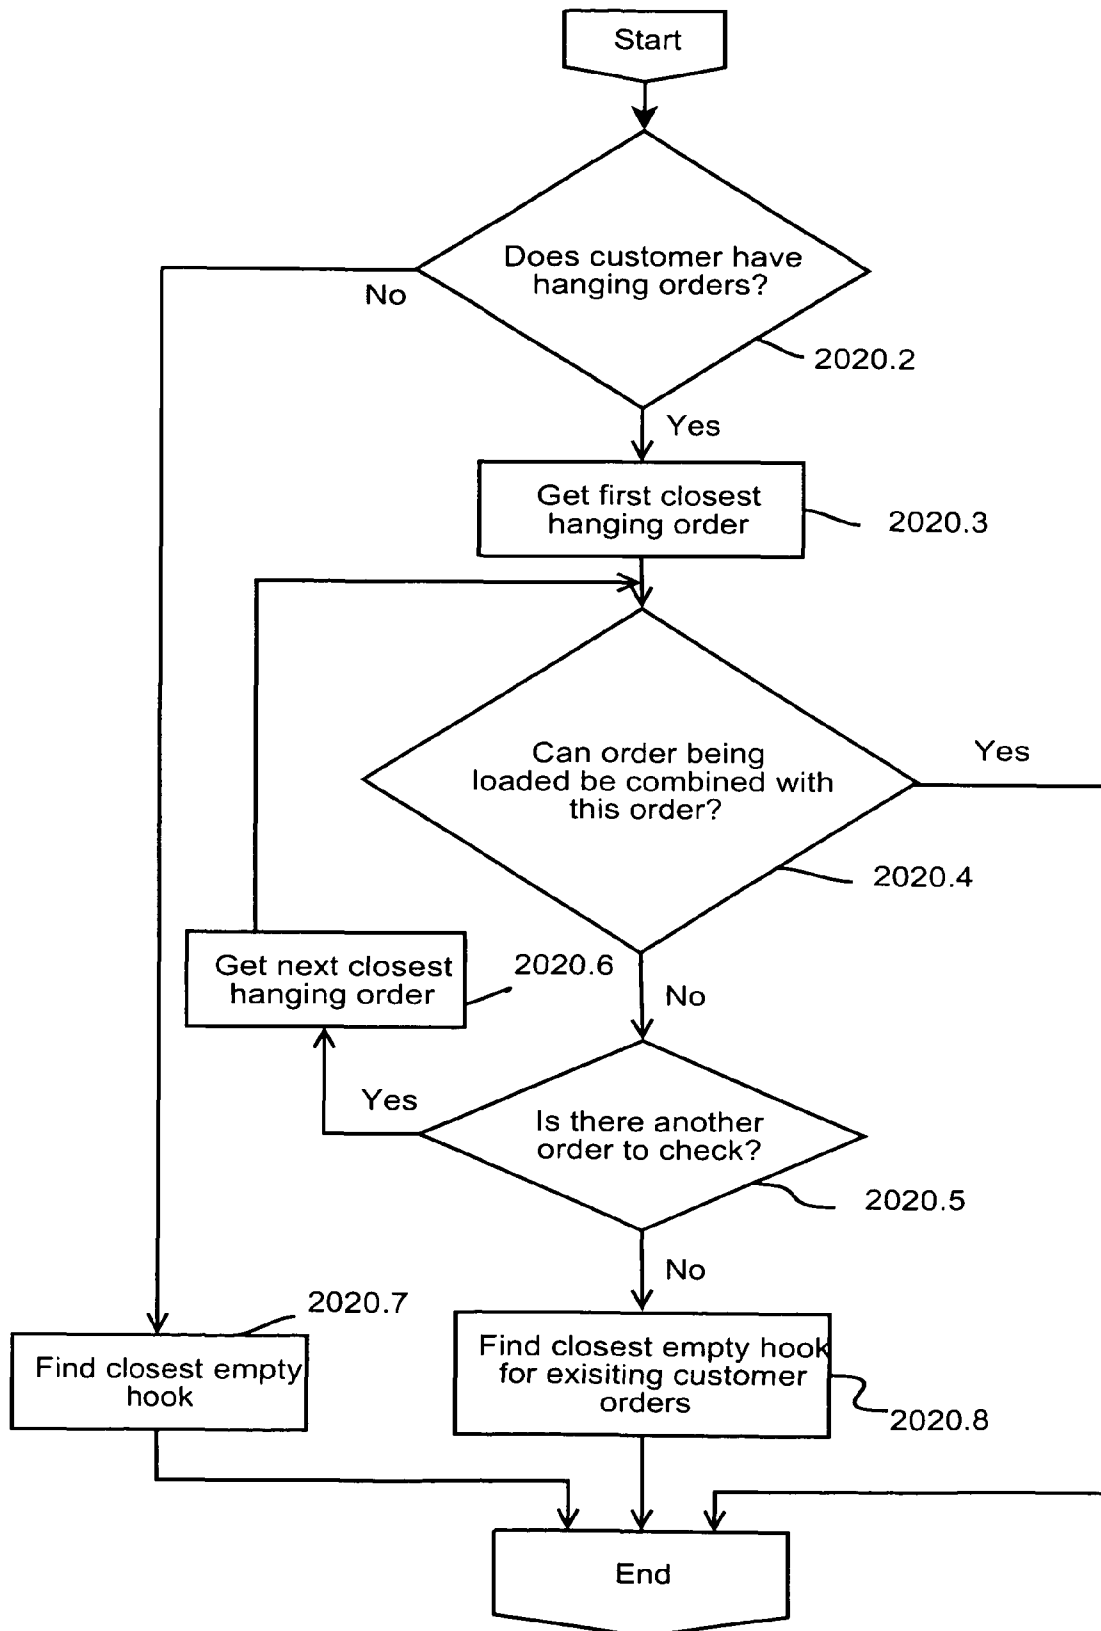 Start
Does customer have
hanging orders?
No
2020.2
Yes
Get first closest
hanging order
2020.3
Can order being
loaded be combined with
this order?
Yes
2020.4
Get next closest
hanging order
2020.6
No
Yes
Is there another
order to check?
2020.5
No
2020.7
Find closest empty
hook
Find closest empty hook
for exisiting customer
orders
2020.8
End